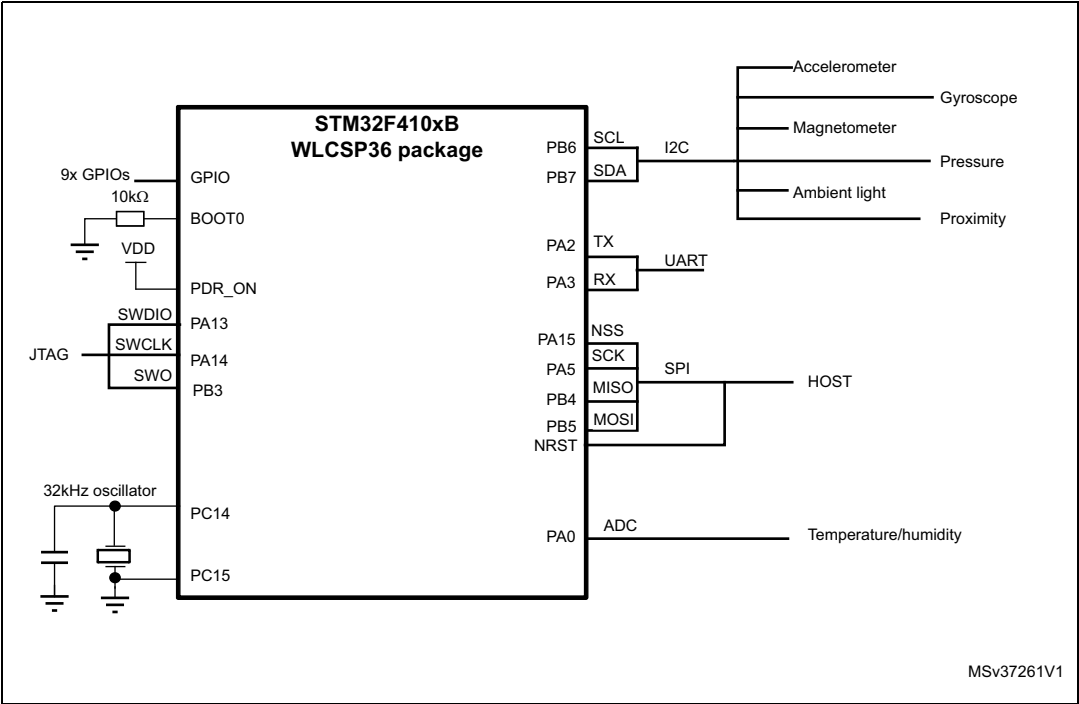 STM32F410xB
WLCSP36 package
9x GPIOs
GPIO
10kΩ
BOOT0
VDD
PDR_ON
JTAG
SWDIO
PA13
SWCLK
PA14
SWO
PB3
32kHz oscillator
PC14
PC15
PB6
SCL
PB7
SDA
I2C
Accelerometer
Gyroscope
Magnetometer
Pressure
Ambient light
Proximity
PA2
TX
PA3
RX
UART
PA15
NSS
PA5
SCK
PB4
MISO
PB5
MOSI
NRST
SPI
HOST
PA0
ADC
Temperature/humidity
MSv37261V1